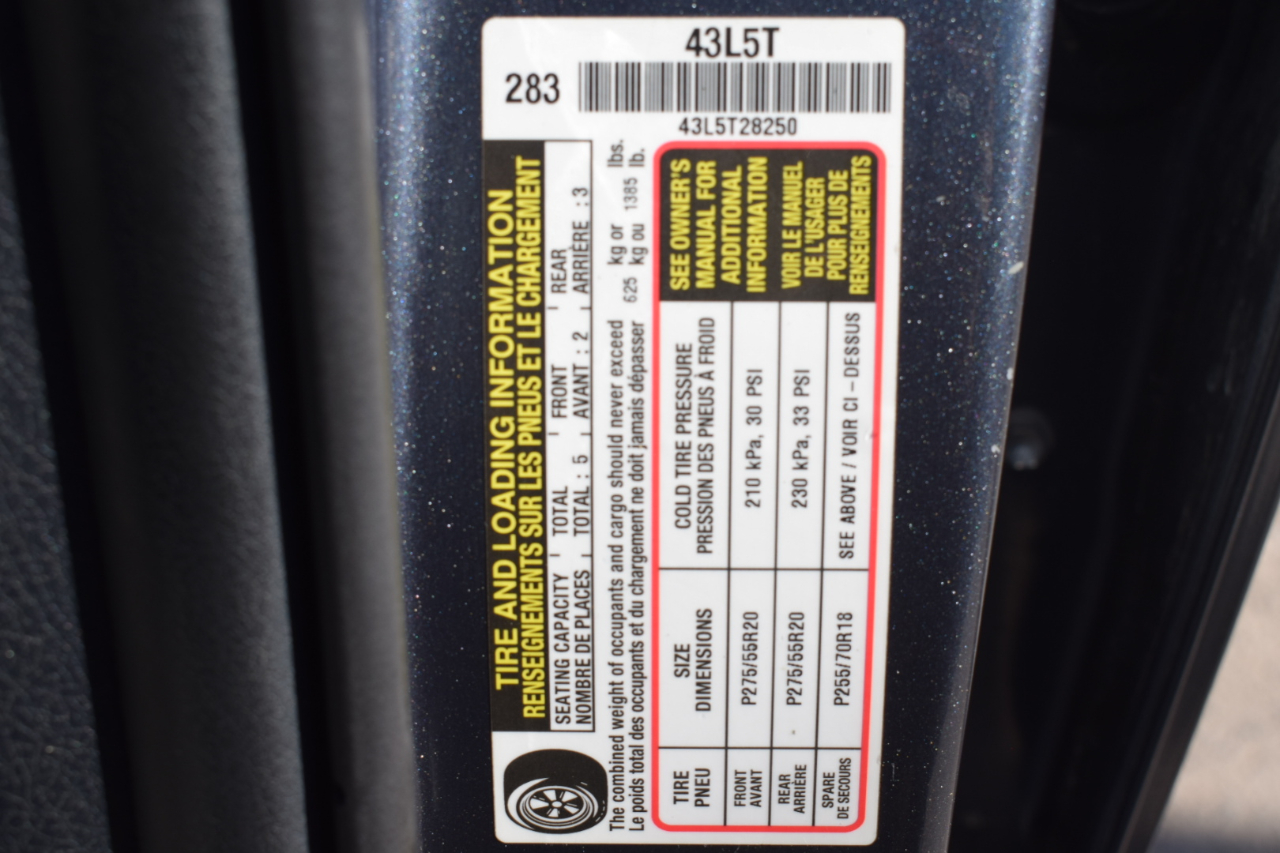 43L5T
283
43L5T28250
TIRE AND LOADING INFORMATION
RENSEIGNEMENTS SUR LES PNEUS ET LE CHARGEMENT
SEATING CAPACITY TOTAL FRONT REAR
NOMBRE DE PLACES TOTAL : 5 AVANT : 2 ARRIÈRE : 3
The combined weight of occupants and cargo should never exceed kg or lbs.
625 1385
Le poids total des occupants et du chargement ne doit jamais dépasser kg ou lb.
TIRE SIZE COLD TIRE PRESSURE
PNEU DIMENSIONS PRESSION DES PNEUS À FROID
FRONT
AVANT P275/55R20 210 kPa, 30 PSI
REAR
ARRIÈRE P275/55R20 230 kPa, 33 PSI
SPARE
DE SECOURS P255/70R18 SEE ABOVE / VOIR CI - DESSUS
SEE OWNER'S
MANUAL FOR
ADDITIONAL
INFORMATION
VOIR LE MANUEL
DE L'USAGER
POUR PLUS DE
RENSEIGNEMENTS